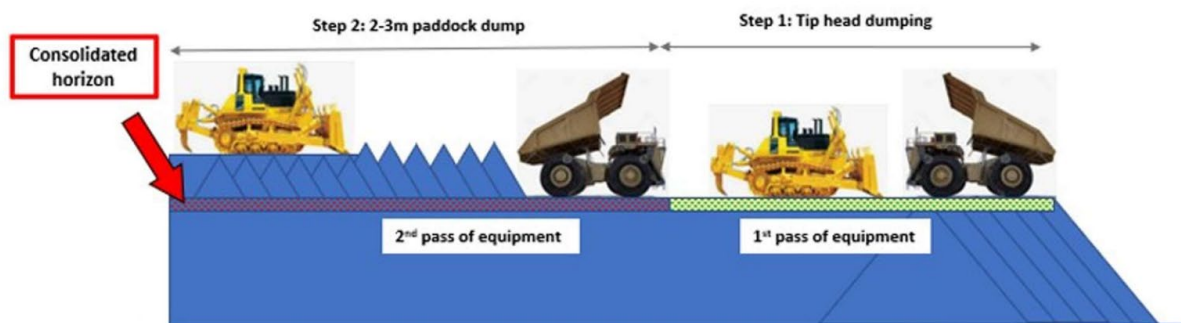 Step 2: 2-3m paddock dump
Step 1: Tip head dumping
Consolidated
horizon
2nd pass of equipment
1st pass of equipment